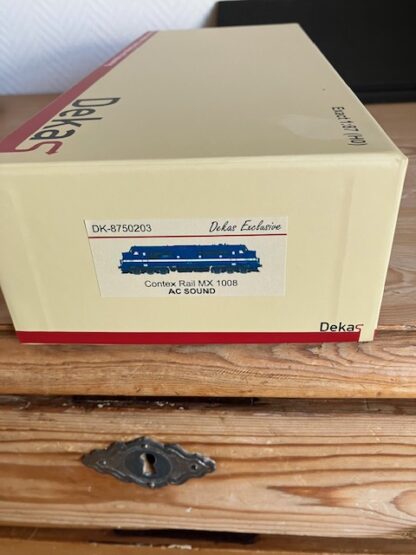 Dekas
Exact 1:87 (H0)
DK-8750203
Dekas Exclusive
Contex Rail MX 1008
AC SOUND
Dekas